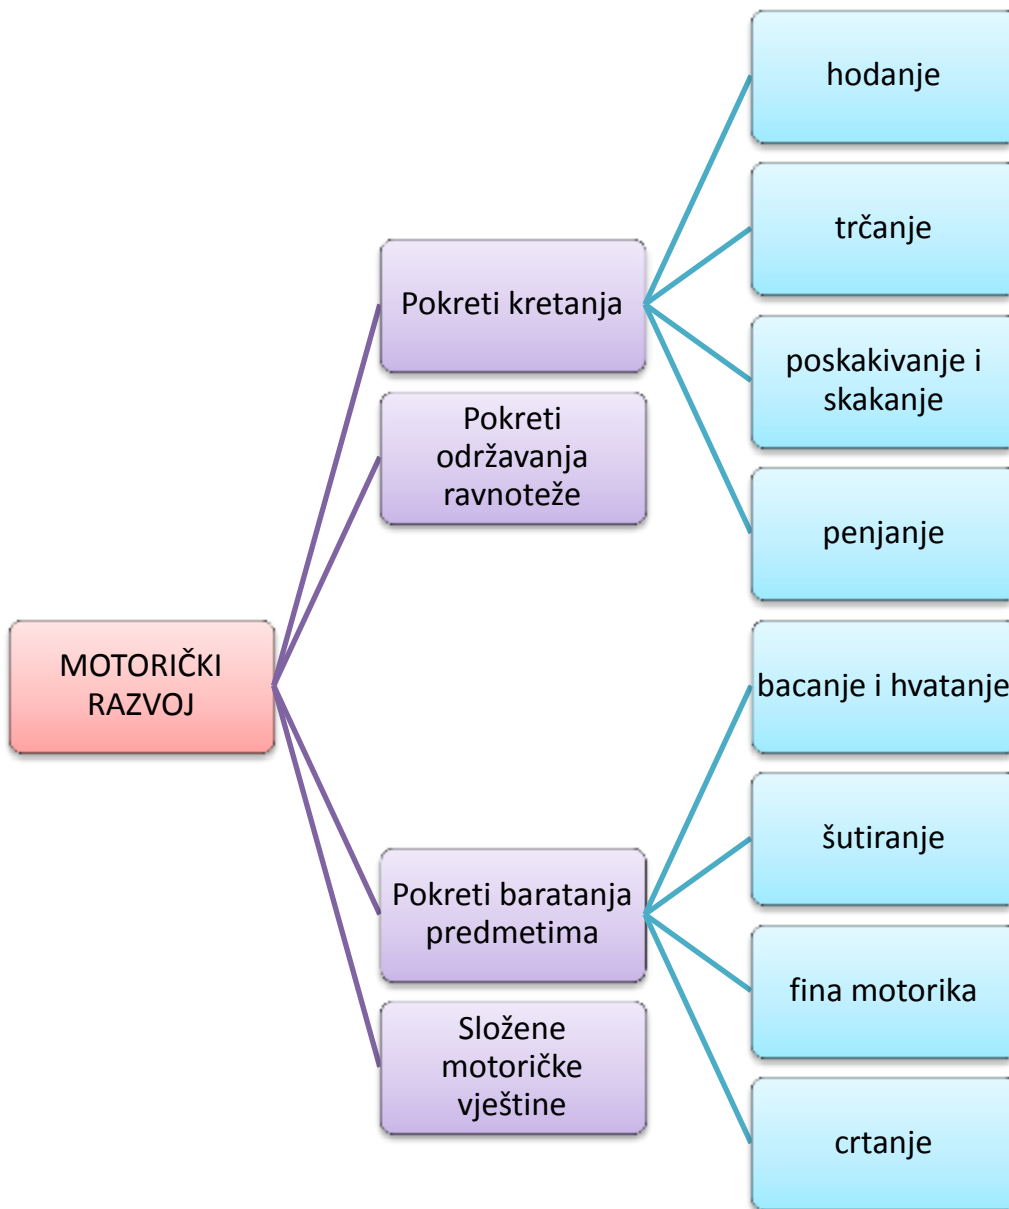 MOTORIČKI
RAZVOJ
Pokreti kretanja
hodanje
trčanje
poskakivanje i
skakanje
penjanje
Pokreti
održavanja
ravnoteže
Pokreti baratanja
predmetima
bacanje i hvatanje
šutiranje
fina motorika
crtanje
Složene
motoričke
vještine